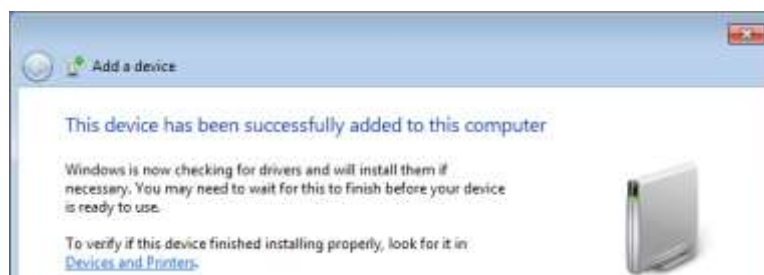 Add a device
This device has been successfully added to this computer
Windows is now checking for drivers and will install them if
necessary. You may need to wait for this to finish before your device
is ready to use.
To verify if this device finished installing properly, look for it in
Devices and Printers.